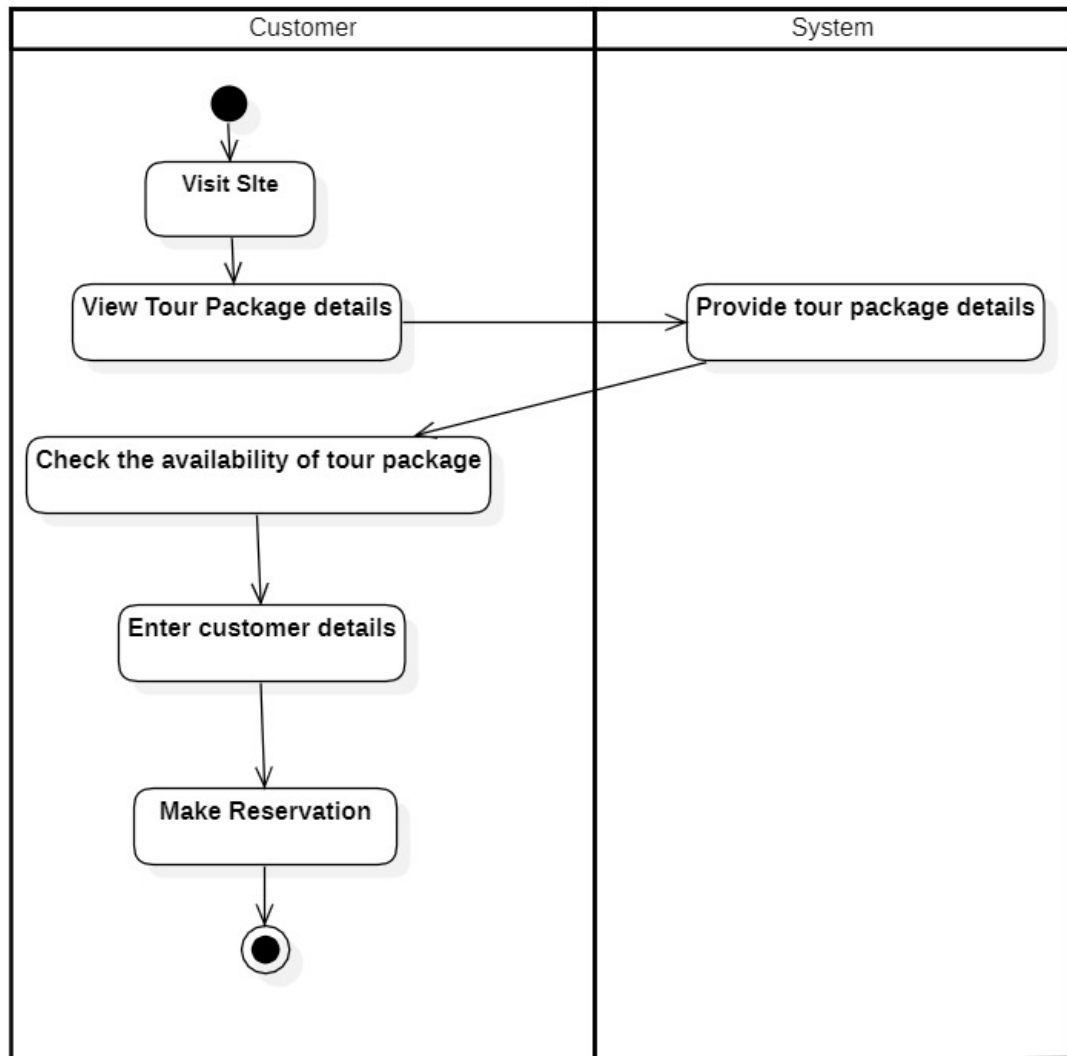 Customer
System
Visit SIte
View Tour Package details
Provide tour package details
Check the availability of tour package
Enter customer details
Make Reservation